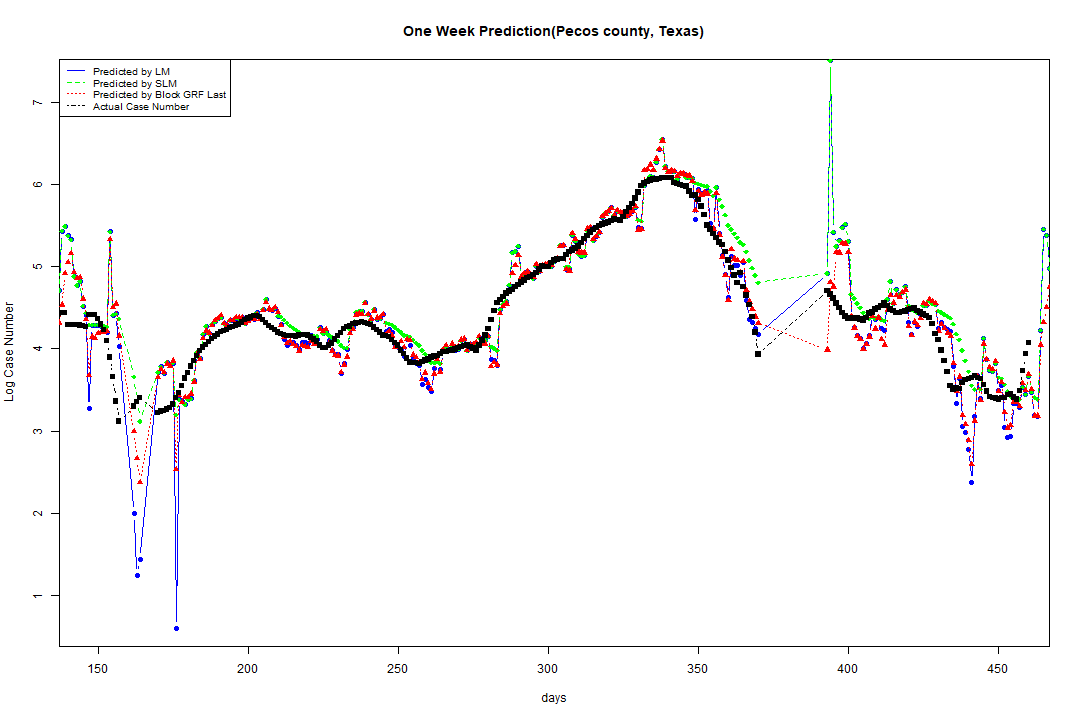 One Week Prediction(Pecos county, Texas)
Predicted by LM
Predicted by SLM
Predicted by Block GRF Last
Actual Case Number
Log Case Number
7
6
5
4
3
2
1
150 200 250 300 350 400 450
days